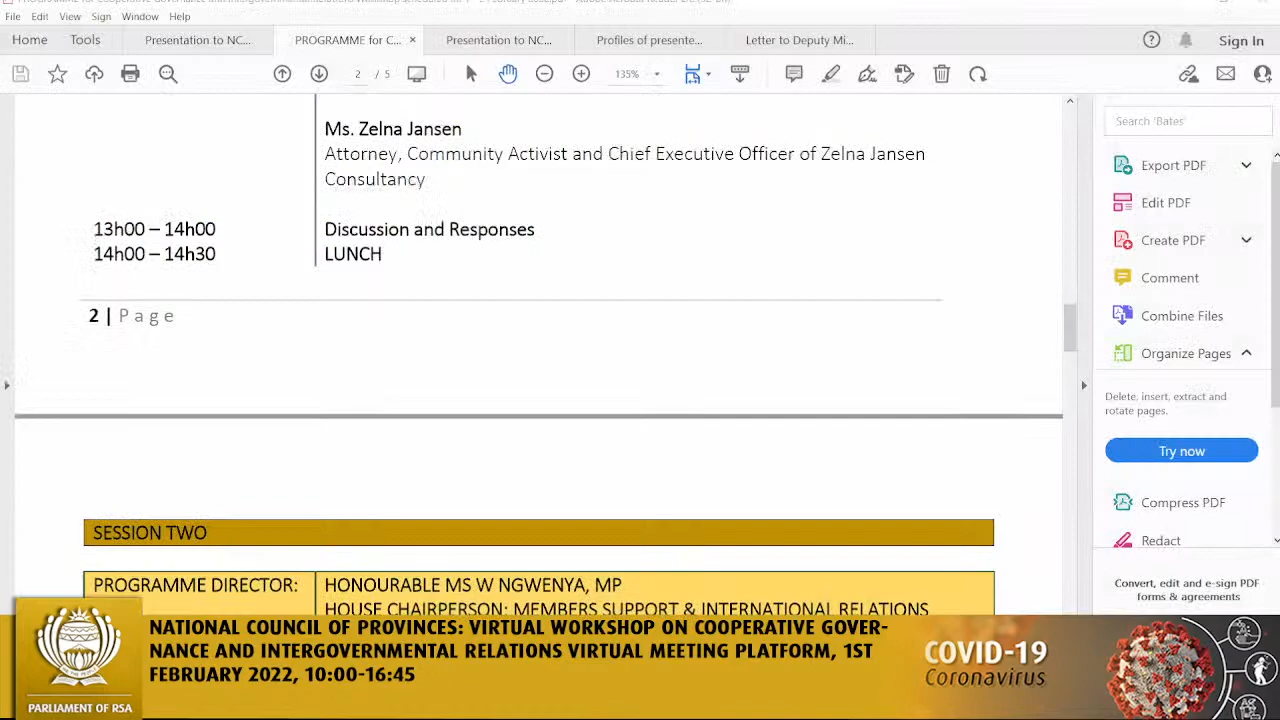 File Edit View Sign Window Help
Home Tools Presentation to NC... PROGRAMME for C... × Presentation to NC... Profiles of presente... Letter to Deputy Mi... Sign In
2 / 5 135%
Search 'Bates'
Ms. Zelna Jansen
Attorney, Community Activist and Chief Executive Officer of Zelna Jansen
Consultancy
13h00 – 14h00 Discussion and Responses
14h00 – 14h30 LUNCH
2 | Page
SESSION TWO
PROGRAMME DIRECTOR: HONOURABLE MS W NGWENYA, MP
HOUSE CHAIRPERSON: MEMBERS SUPPORT & INTERNATIONAL RELATIONS
Export PDF
Edit PDF
Create PDF
Comment
Combine Files
Organize Pages
Delete, insert, extract and
rotate pages.
Try now
Compress PDF
Redact
Convert, edit and e-sign PDF
forms & agreements
PARLIAMENT OF RSA
NATIONAL COUNCIL OF PROVINCES: VIRTUAL WORKSHOP ON COOPERATIVE GOVER-
NANCE AND INTERGOVERNMENTAL RELATIONS VIRTUAL MEETING PLATFORM, 1ST
FEBRUARY 2022, 10:00-16:45
COVID-19
Coronavirus